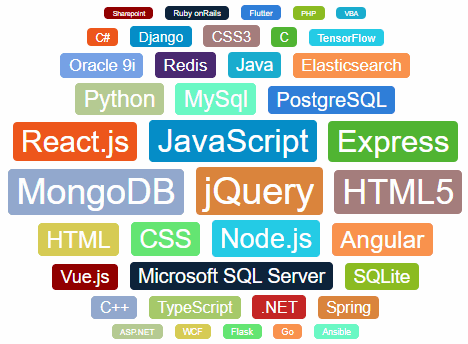 Sharepoint Ruby onRails Flutter PHP VBA
C# Django CSS3 C TensorFlow
Oracle 9i Redis Java Elasticsearch
Python MySql PostgreSQL
React.js JavaScript Express
MongoDB jQuery HTML5
HTML CSS Node.js Angular
Vue.js Microsoft SQL Server SQLite
C++ TypeScript .NET Spring
ASP.NET WCF Flask Go Ansible